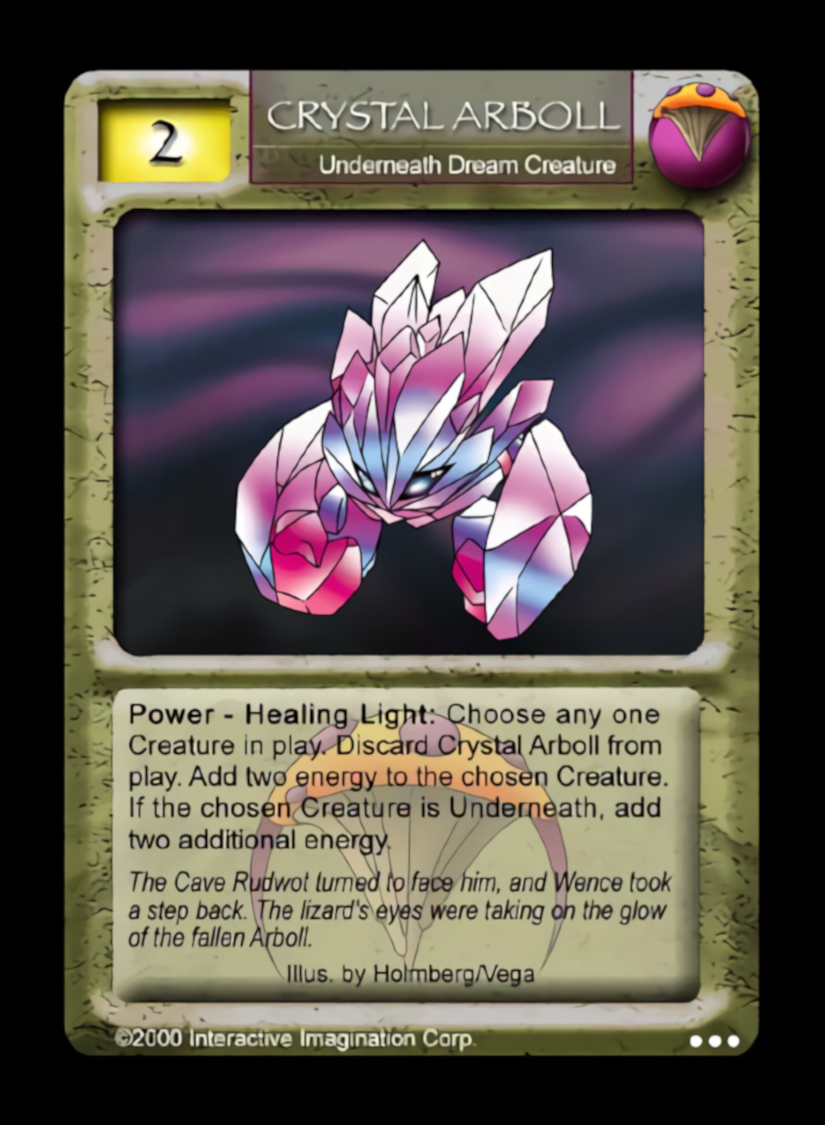 2
CRYSTAL ARBOLL
Underneath Dream Creature
Power - Healing Light: Choose any one
Creature in play. Discard Crystal Arboll from
play. Add two energy to the chosen Creature.
If the chosen Creature is Underneath, add
two additional energy.
The Cave Rudwot turned to face him, and Wence took
a step back. The lizard's eyes were taking on the glow
of the fallen Arboll.
Illus. by Holmberg/Vega
©2000 Interactive Imagination Corp.